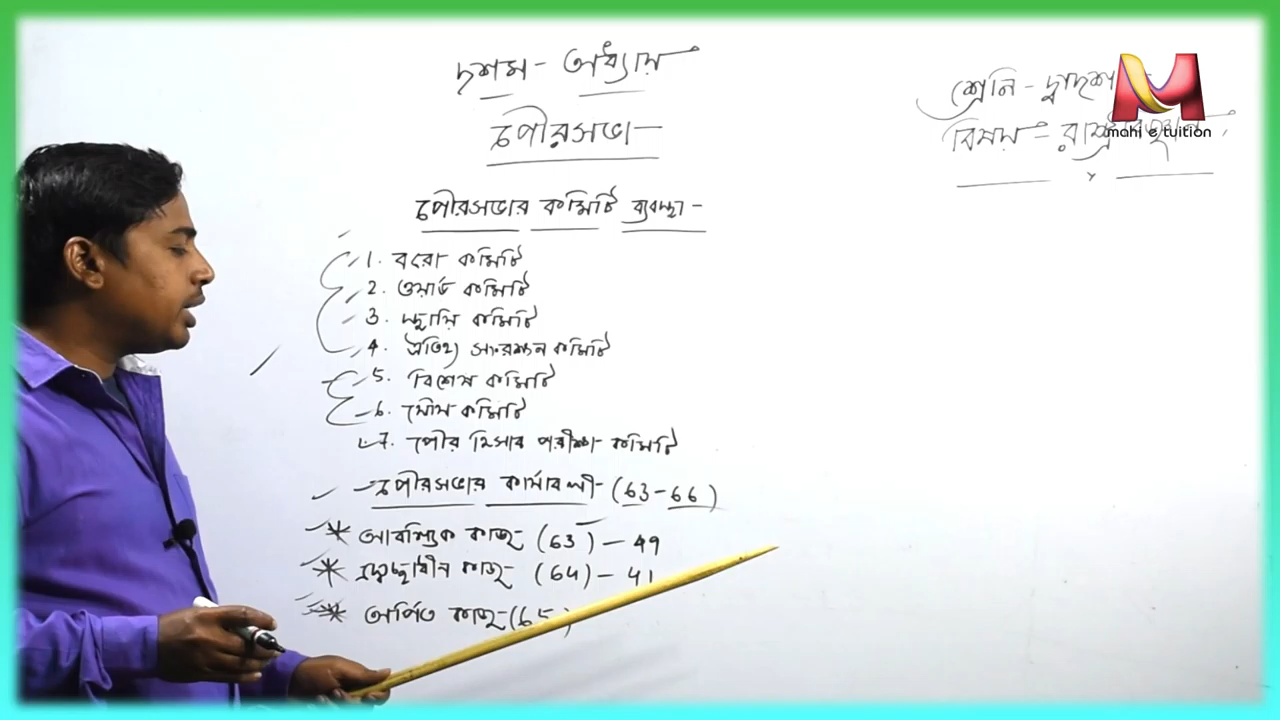 দশম - অধ্যায়
পৌরসভা
শ্রেনি - দ্বাদশ
বিষয় -
mahi e tuition
পৌরসভার কমিটি ব্যবস্থা -
1. বরো কমিটি
2. ওয়ার্ড কমিটি
3. স্থায়ি কমিটি
4. ঐতিহ্য সংরক্ষন কমিটি
5. বিশেষ কমিটি
6. যৌথ কমিটি
7. পৌর হিসাব পরীক্ষা কমিটি
পৌরসভার কার্যাবলী - (63-66)
* আবশ্যিক কাজ - (63) - 49
* স্বেচ্ছাধীন কাজ - (64) - 41
* অর্পিত কাজ - (65)